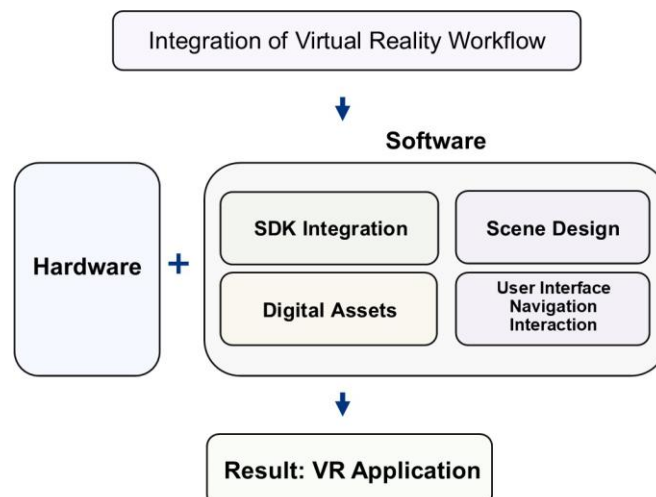 Integration of Virtual Reality Workflow
Software
Hardware
+
SDK Integration
Scene Design
Digital Assets
User Interface
Navigation
Interaction
Result: VR Application